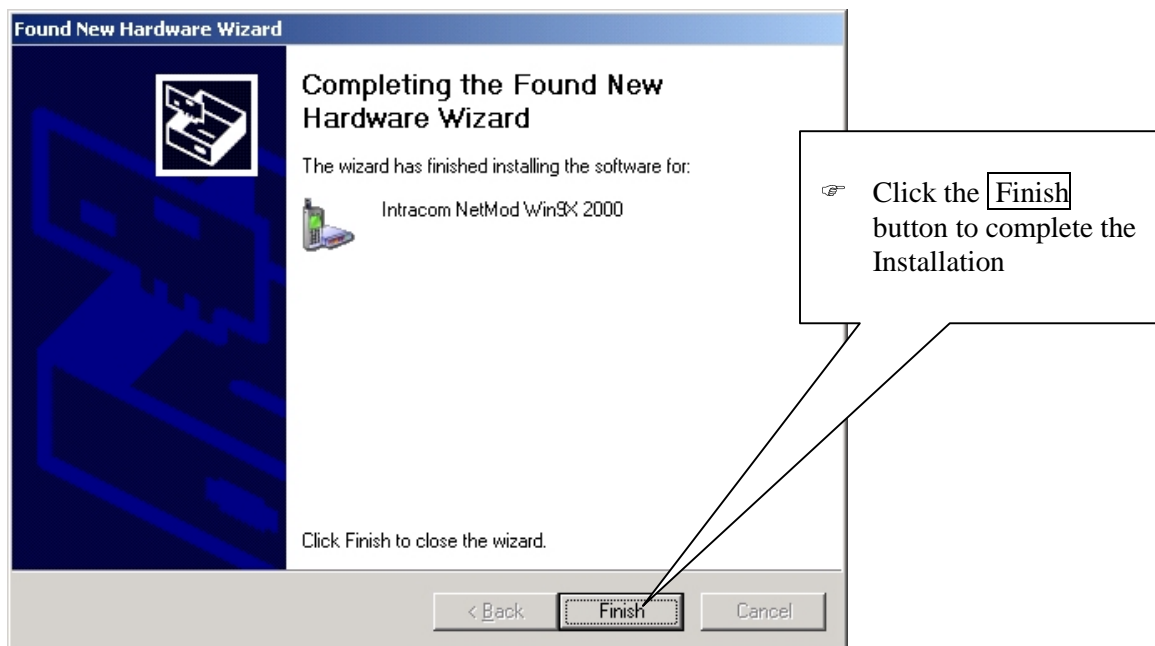 Found New Hardware Wizard
Completing the Found New
Hardware Wizard
The wizard has finished installing the software for:
Intracom NetMod Win9X 2000
Click Finish to close the wizard.
< Back
Finish
Cancel
☞ Click the Finish
button to complete the
Installation